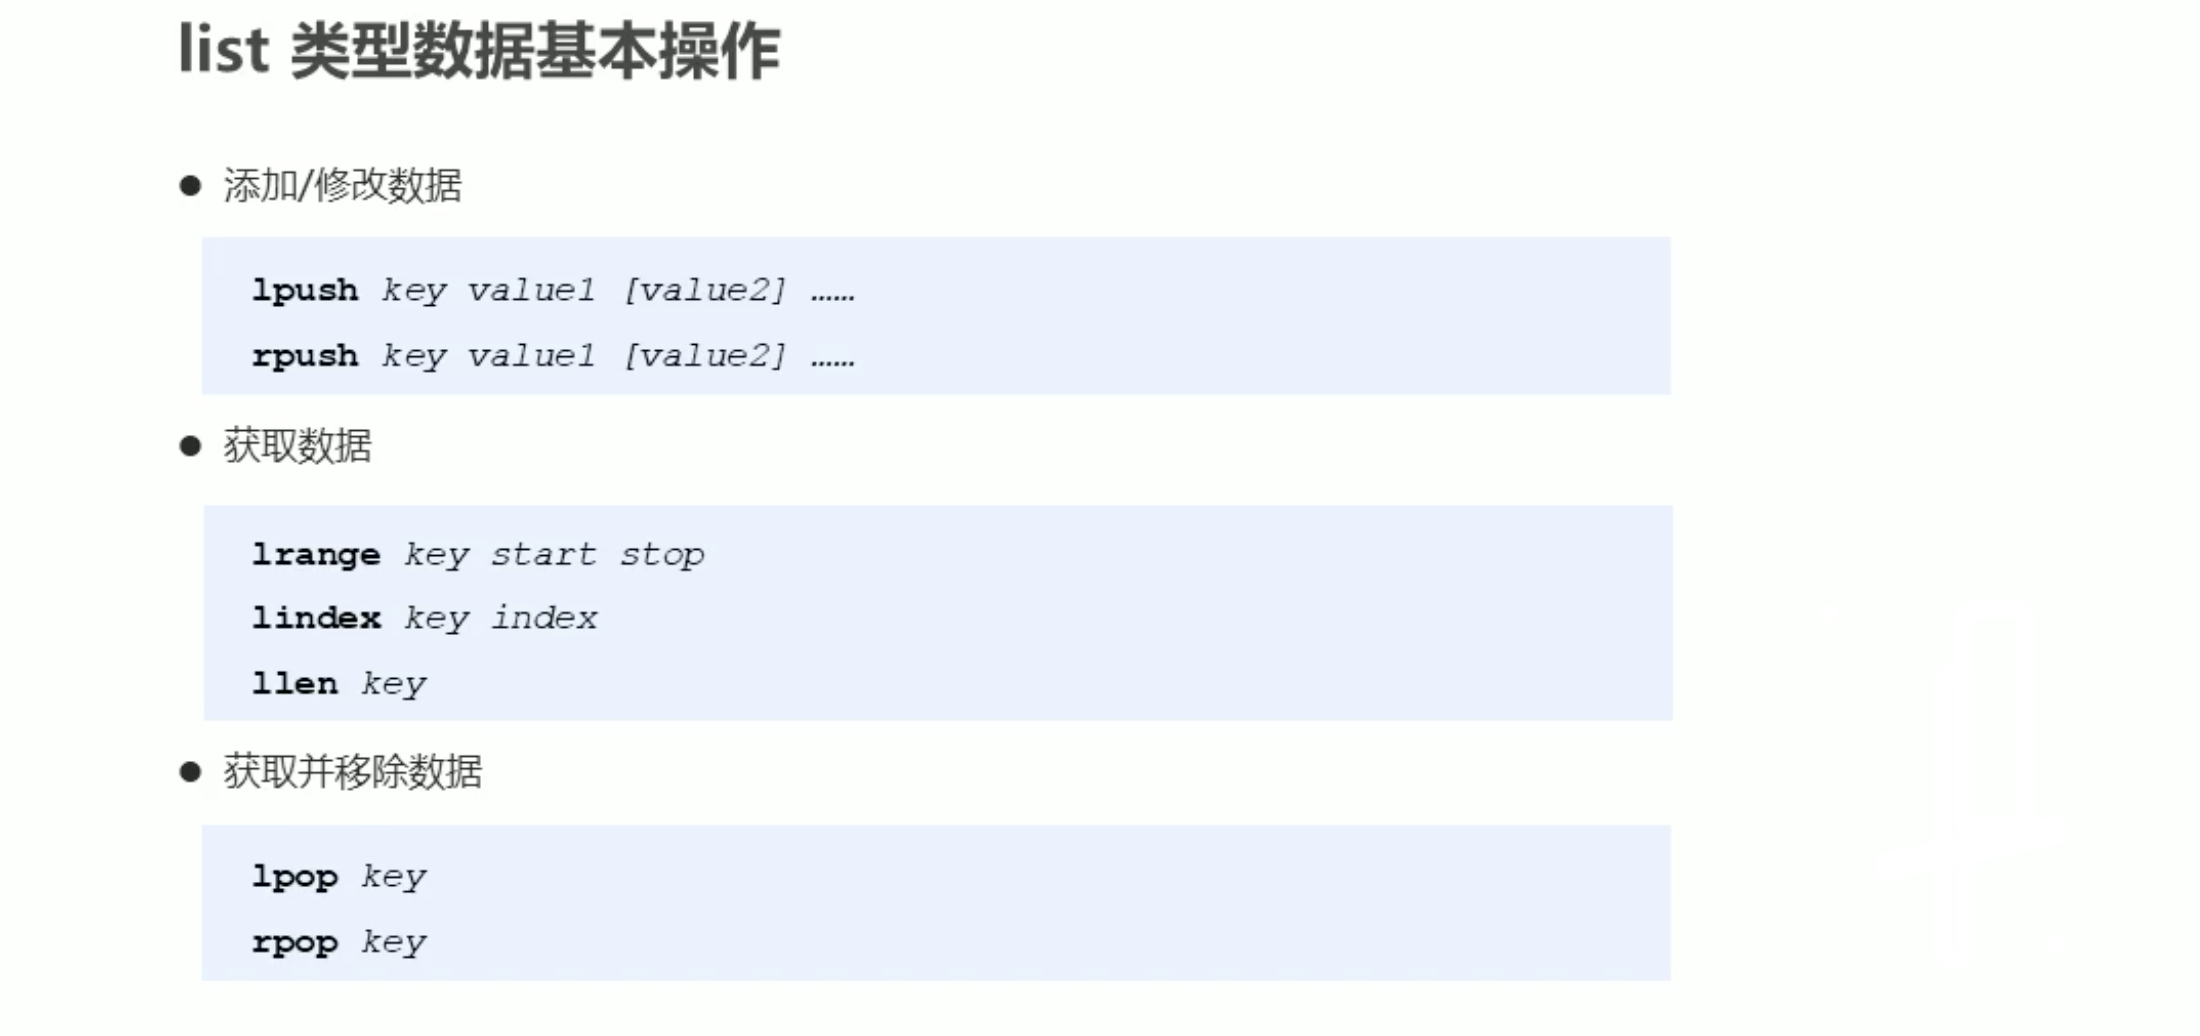 list 类型数据基本操作
● 添加/修改数据
lpush key value1 [value2] ……
rpush key value1 [value2] ……
● 获取数据
lrange key start stop
lindex key index
llen key
● 获取并移除数据
lpop key
rpop key